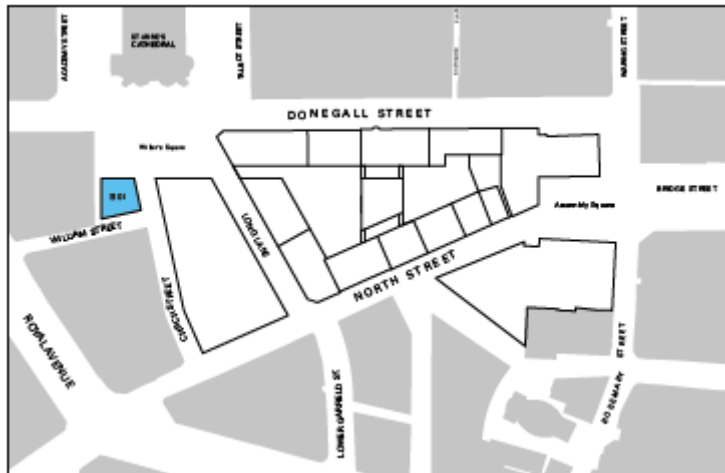 ACADEMY STREET
ST ANNE'S
CATHEDRAL
TALBOT STREET
WARING STREET
DONEGALL STREET
Writer's Square
BRIDGE STREET
Assembly Square
WILLIAM STREET
LONG LANE
CHURCH STREET
NORTH STREET
ROYAL AVENUE
LOWER GARFIELD ST
ROSEMARY STREET